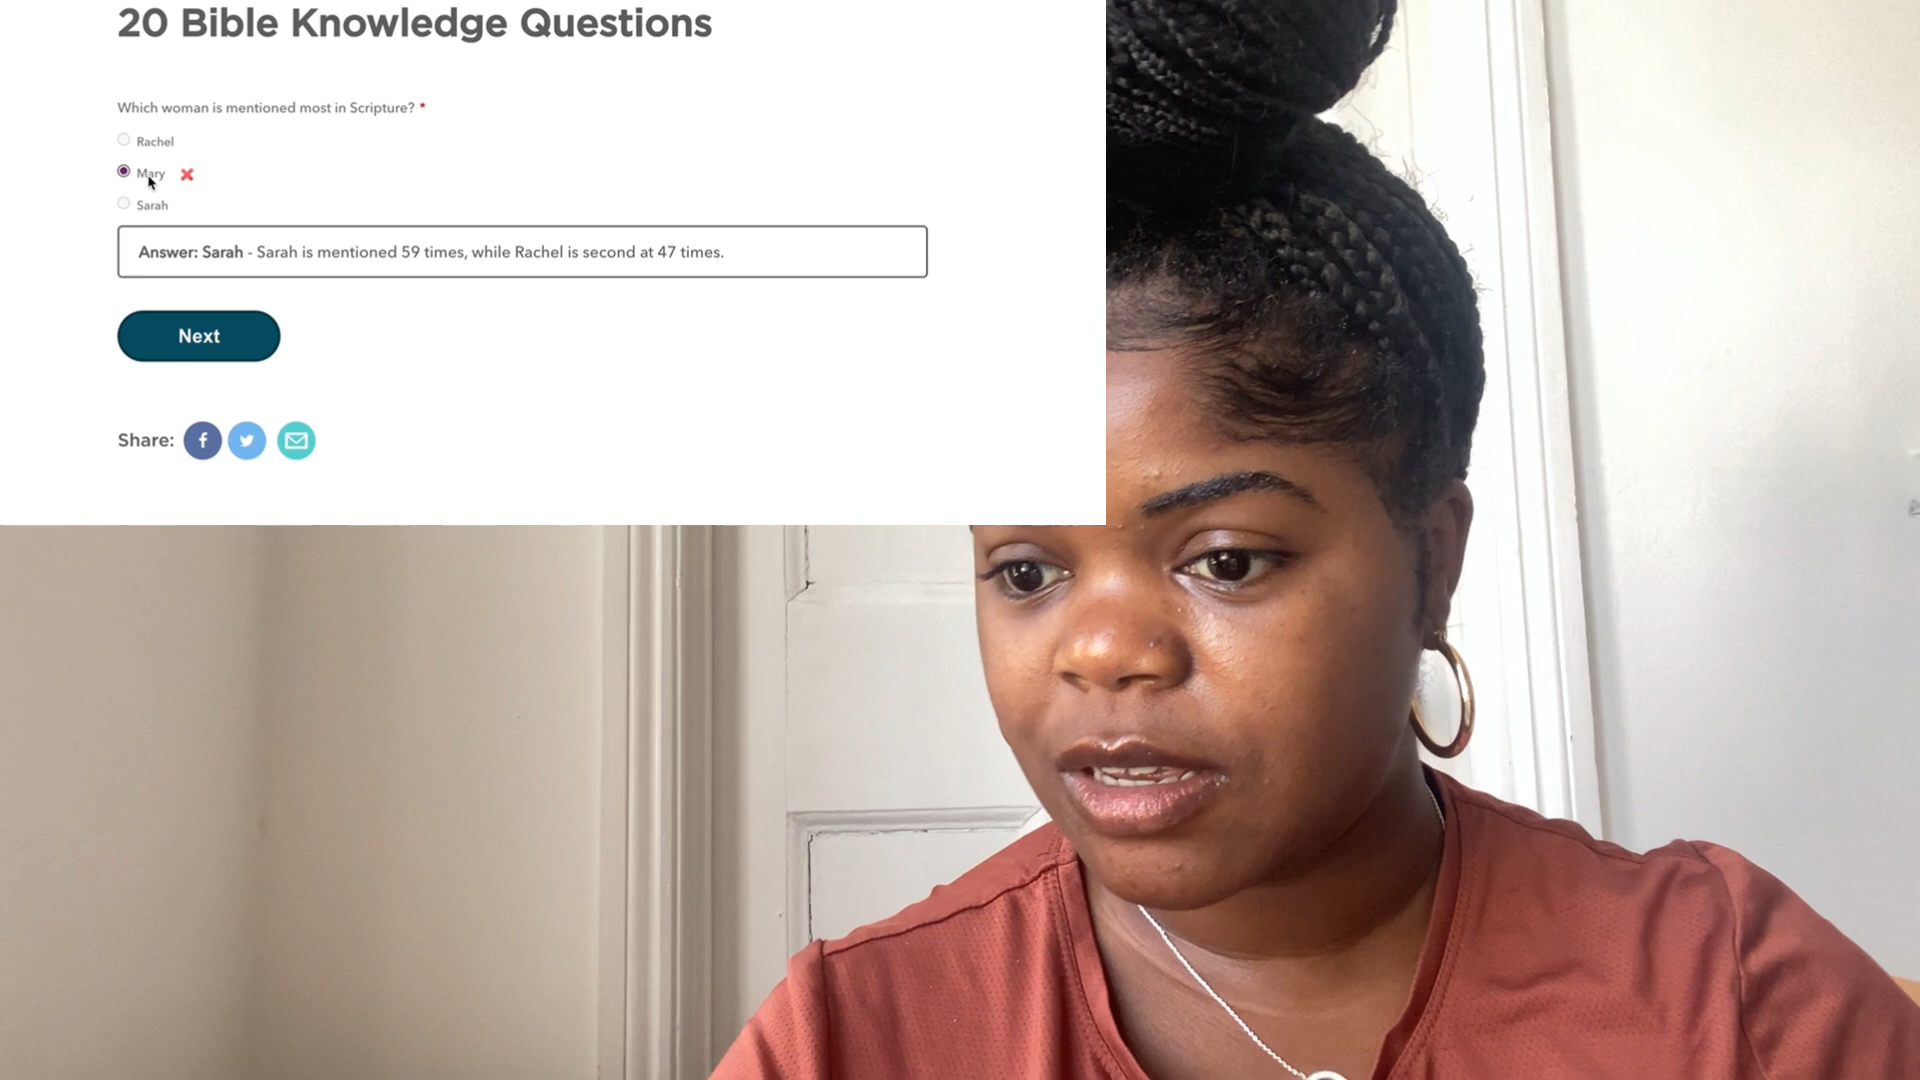 20 Bible Knowledge Questions
Which woman is mentioned most in Scripture? *
Rachel
Mary
Sarah
Answer: Sarah - Sarah is mentioned 59 times, while Rachel is second at 47 times.
Next
Share: